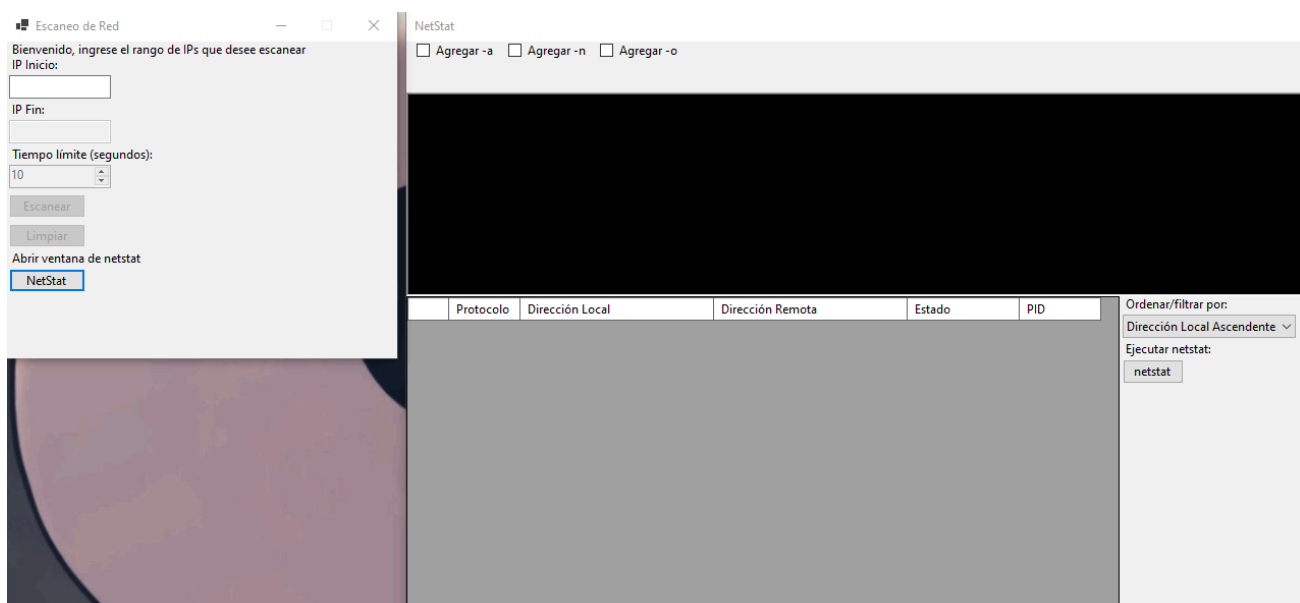 Escaneo de Red
Bienvenido, ingrese el rango de IPs que desee escanear
IP Inicio:
IP Fin:
Tiempo límite (segundos):
10
Escanear
Limpiar
Abrir ventana de netstat
NetStat
NetStat
Agregar -a Agregar -n Agregar -o
Protocolo Dirección Local Dirección Remota Estado PID
Ordenar/filtrar por:
Dirección Local Ascendente
Ejecutar netstat:
netstat